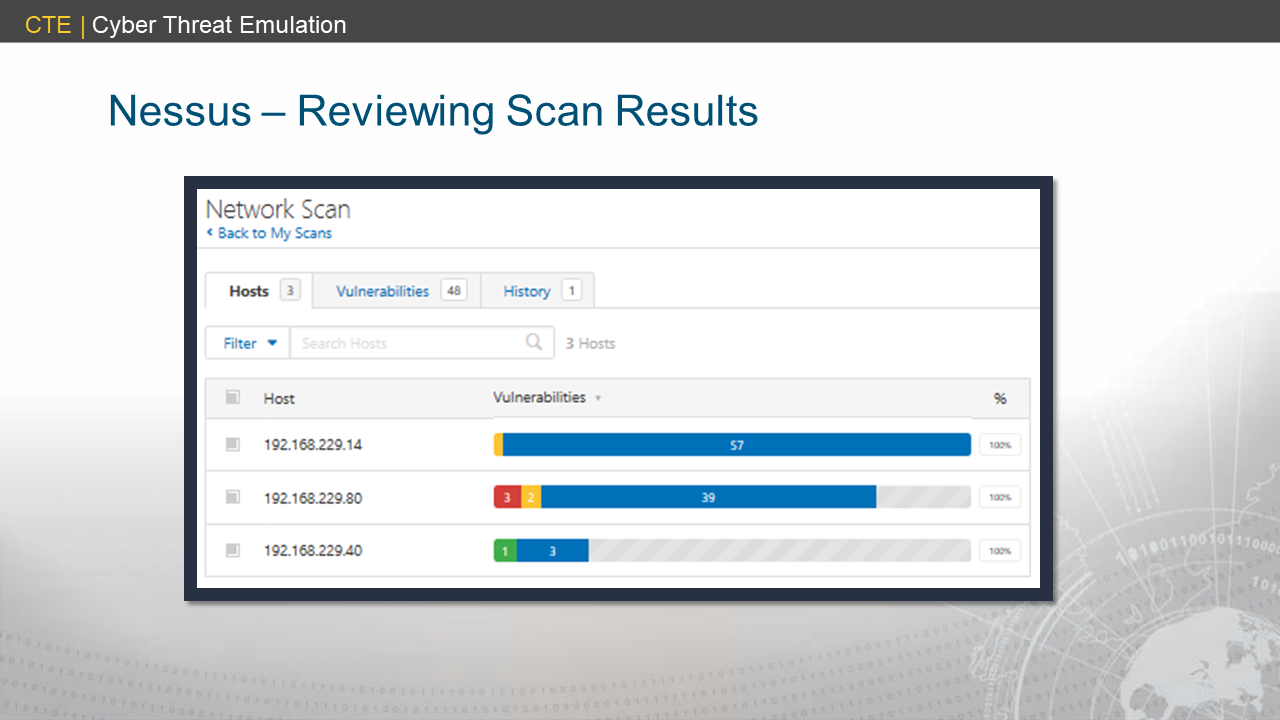 CTE | Cyber Threat Emulation
Nessus – Reviewing Scan Results
Network Scan
Back to My Scans
Hosts 3 Vulnerabilities 48 History 1
Filter Search Hosts 3 Hosts
Host Vulnerabilities %
192.168.229.14 57 100%
192.168.229.80 3 2 39 100%
192.168.229.40 1 3 100%